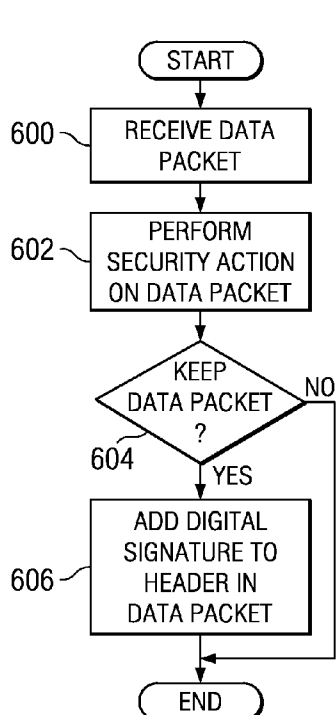 START
600
RECEIVE DATA
PACKET
602
PERFORM
SECURITY ACTION
ON DATA PACKET
KEEP
DATA PACKET
?
NO
604
YES
606
ADD DIGITAL
SIGNATURE TO
HEADER IN
DATA PACKET
END